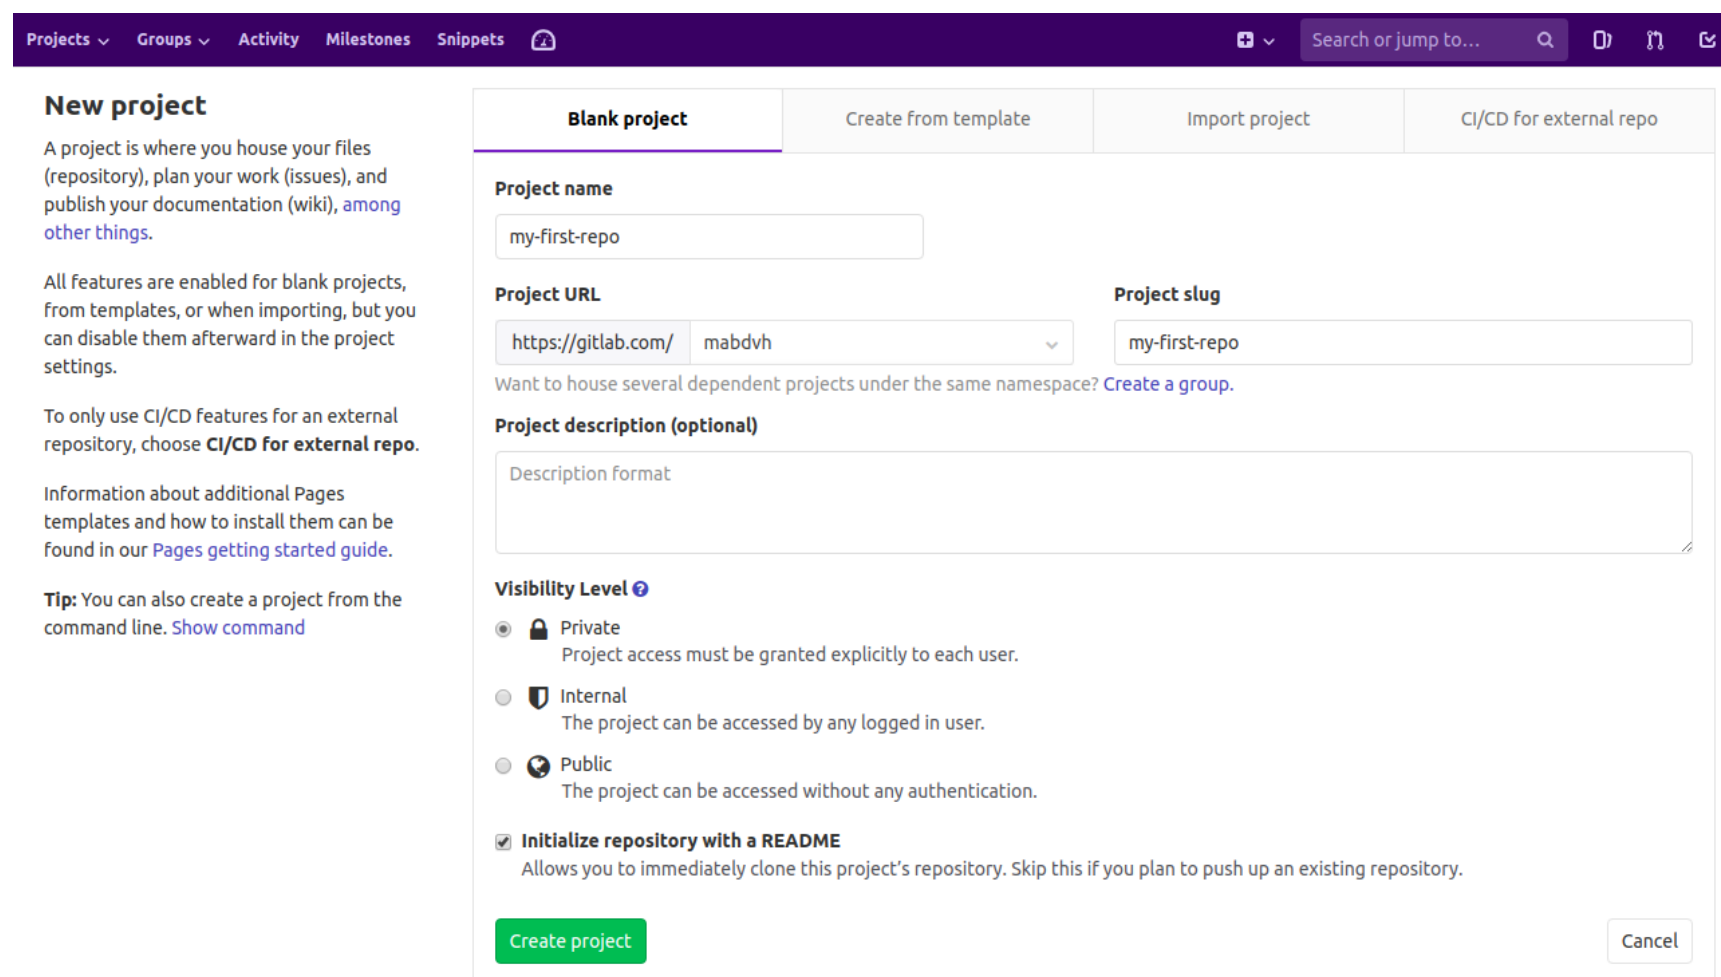 Projects Groups Activity Milestones Snippets Search or jump to...
New project
A project is where you house your files
(repository), plan your work (issues), and
publish your documentation (wiki), among
other things.
All features are enabled for blank projects,
from templates, or when importing, but you
can disable them afterward in the project
settings.
To only use CI/CD features for an external
repository, choose CI/CD for external repo.
Information about additional Pages
templates and how to install them can be
found in our Pages getting started guide.
Tip: You can also create a project from the
command line. Show command
Blank project Create from template Import project CI/CD for external repo
Project name
my-first-repo
Project URL Project slug
https://gitlab.com/ mabdvh my-first-repo
Want to house several dependent projects under the same namespace? Create a group.
Project description (optional)
Description format
Visibility Level
Private
Project access must be granted explicitly to each user.
Internal
The project can be accessed by any logged in user.
Public
The project can be accessed without any authentication.
Initialize repository with a README
Allows you to immediately clone this project’s repository. Skip this if you plan to push up an existing repository.
Create project Cancel